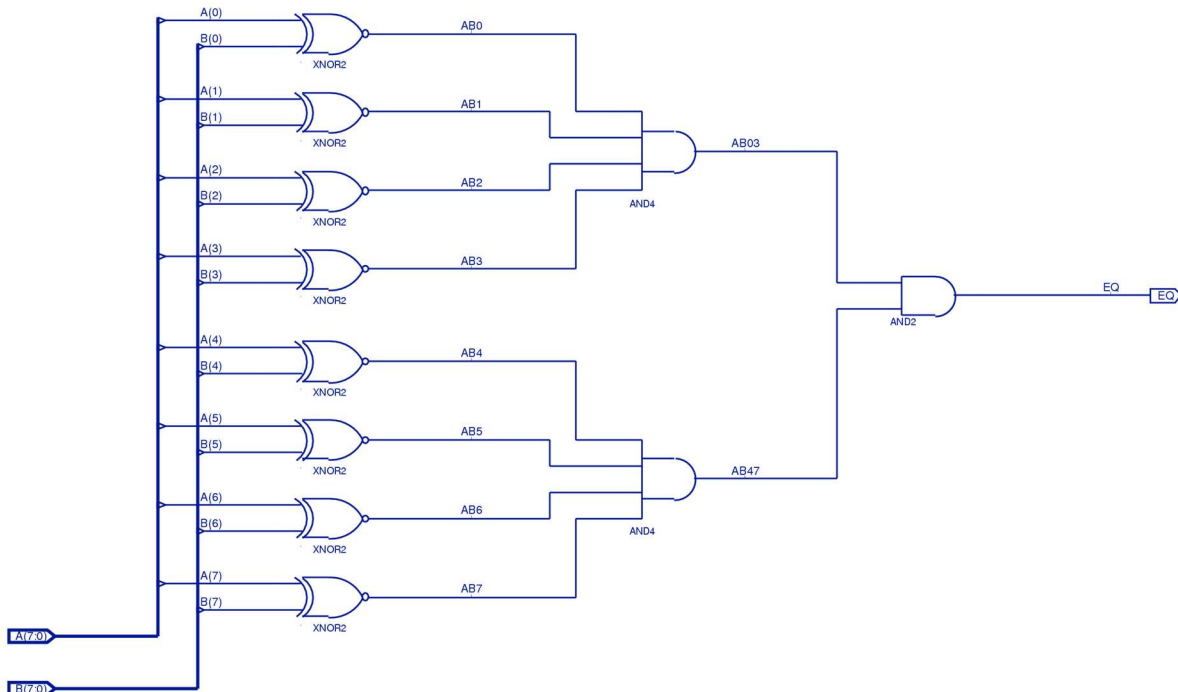 A(0)
AB0
B(0)
XNOR2
A(1)
AB1
B(1)
XNOR2
AB03
A(2)
AB2
B(2)
AND4
XNOR2
A(3)
AB3
B(3)
XNOR2
EQ
EQ
AND2
A(4)
AB4
B(4)
XNOR2
A(5)
AB5
B(5)
XNOR2
AB47
A(6)
AB6
B(6)
AND4
XNOR2
A(7)
AB7
B(7)
XNOR2
A(7:0)
B(7:0)